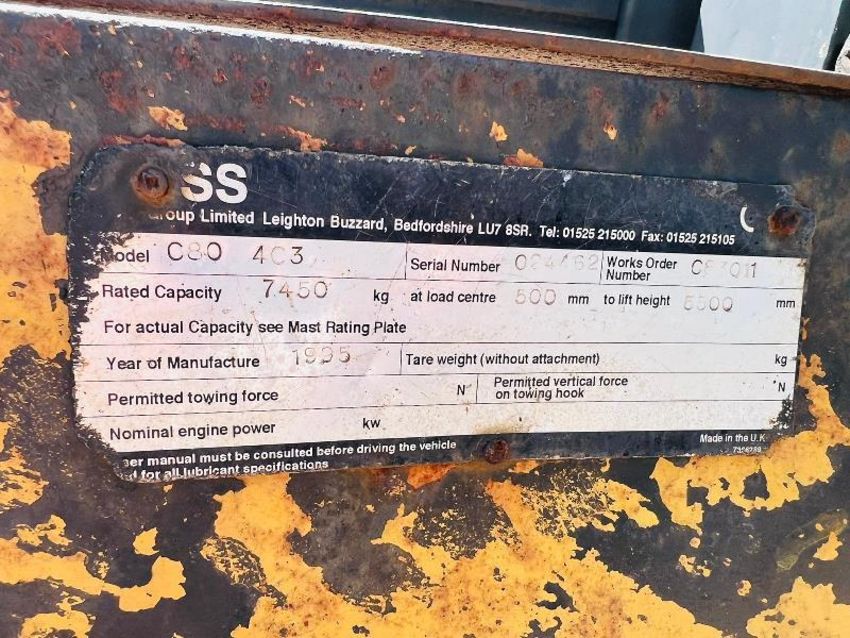 SS
Group Limited Leighton Buzzard, Bedfordshire LU7 8SR. Tel: 01525 215000 Fax: 01525 215105
Model C80 4C3 Serial Number 024462 Works Order Number
Rated Capacity 7450 kg at load centre 500 mm to lift height 5500 mm
For actual Capacity see Mast Rating Plate
Year of Manufacture 1995 Tare weight (without attachment) kg
Permitted towing force N Permitted vertical force on towing hook N
Nominal engine power kw
manual must be consulted before driving the vehicle
for all lubricant specifications
Made in the U.K